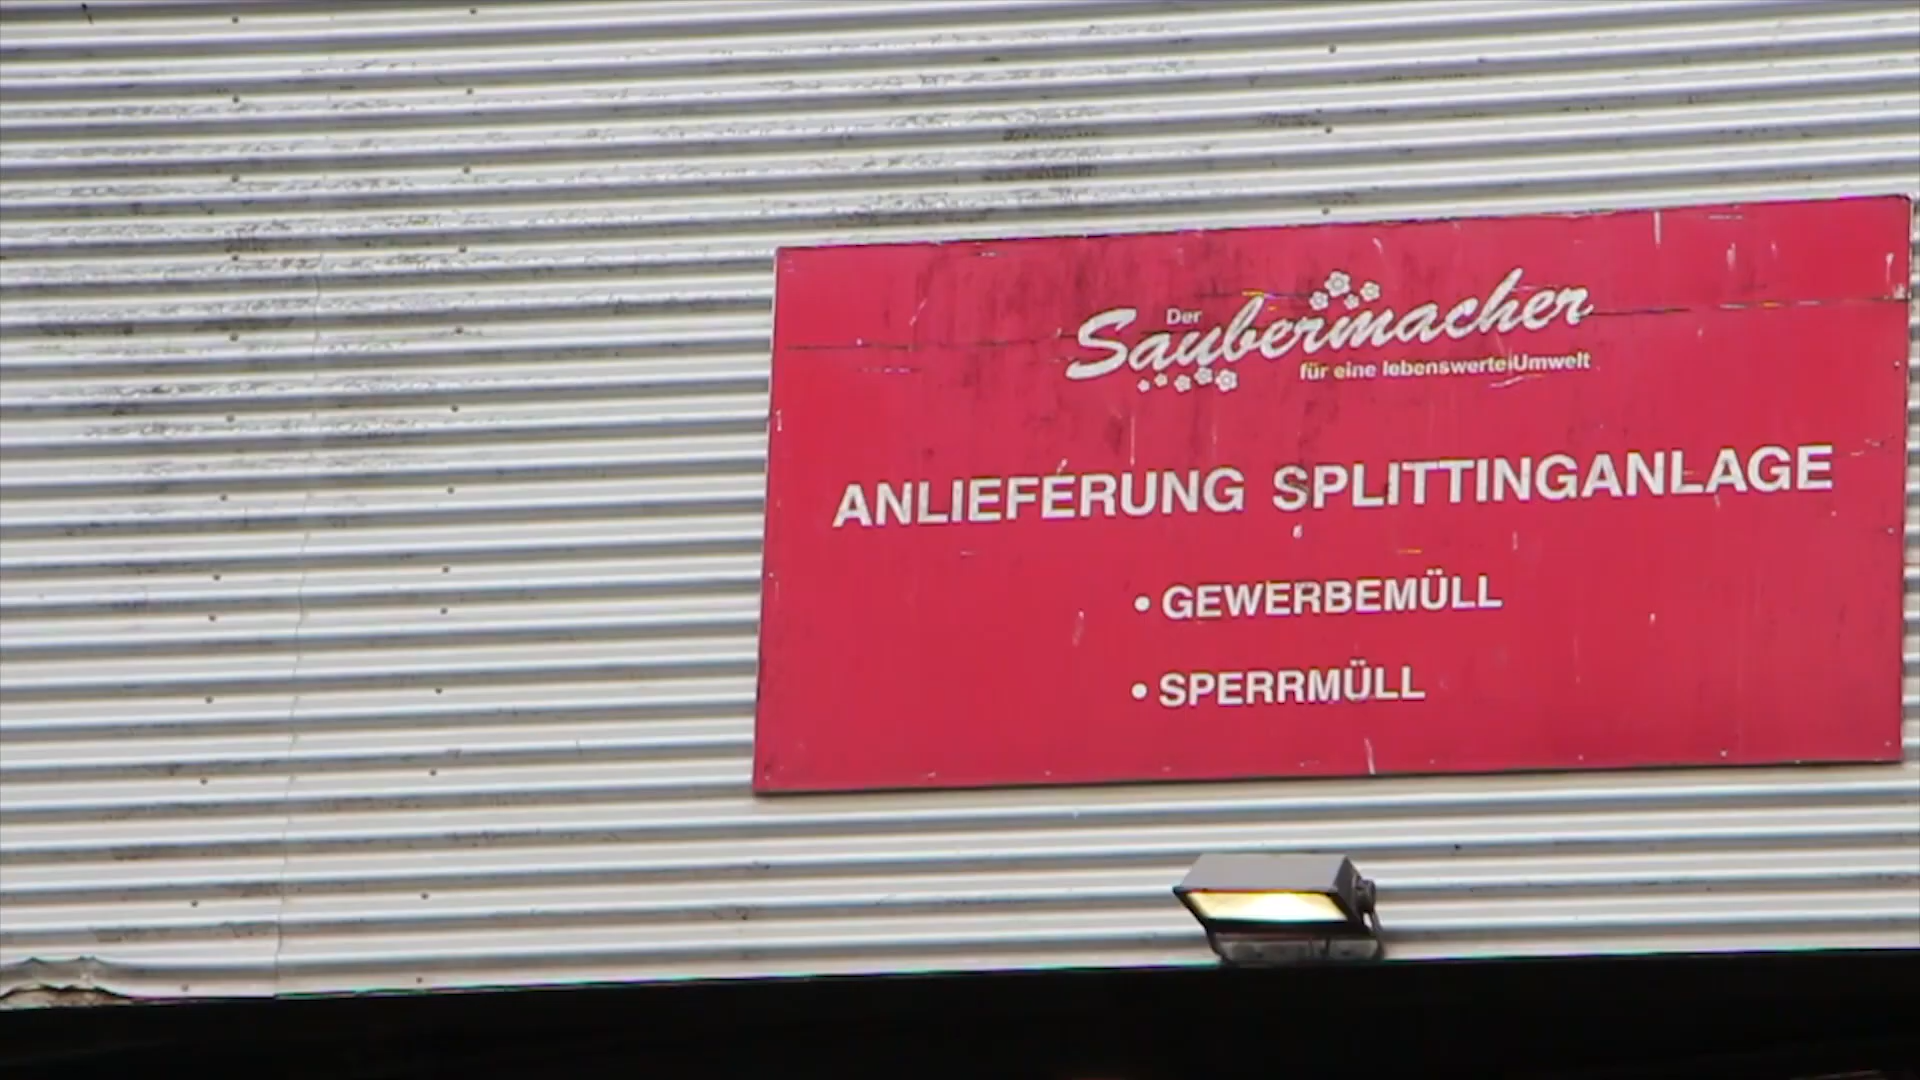 Der
Saubermacher
für eine lebenswerte Umwelt
ANLIEFERUNG SPLITTINGANLAGE
• GEWERBEMÜLL
• SPERRMÜLL